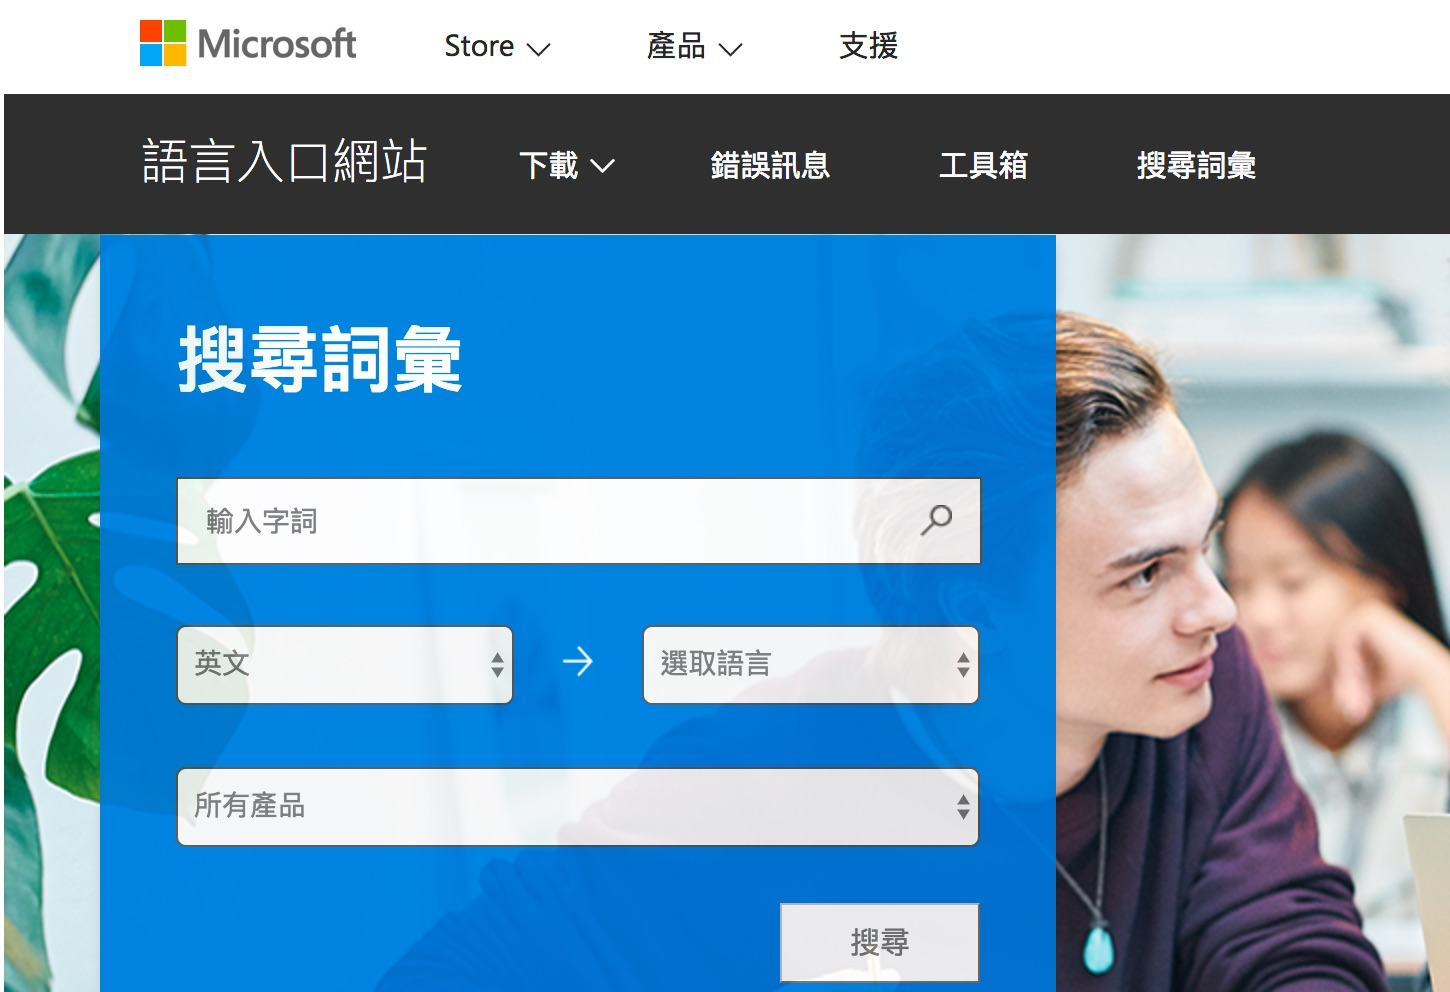 Microsoft Store 產品 支援
語言入口網站 下載 錯誤訊息 工具箱 搜尋詞彙
搜尋詞彙
輸入字詞
英文 → 選取語言
所有產品
搜尋